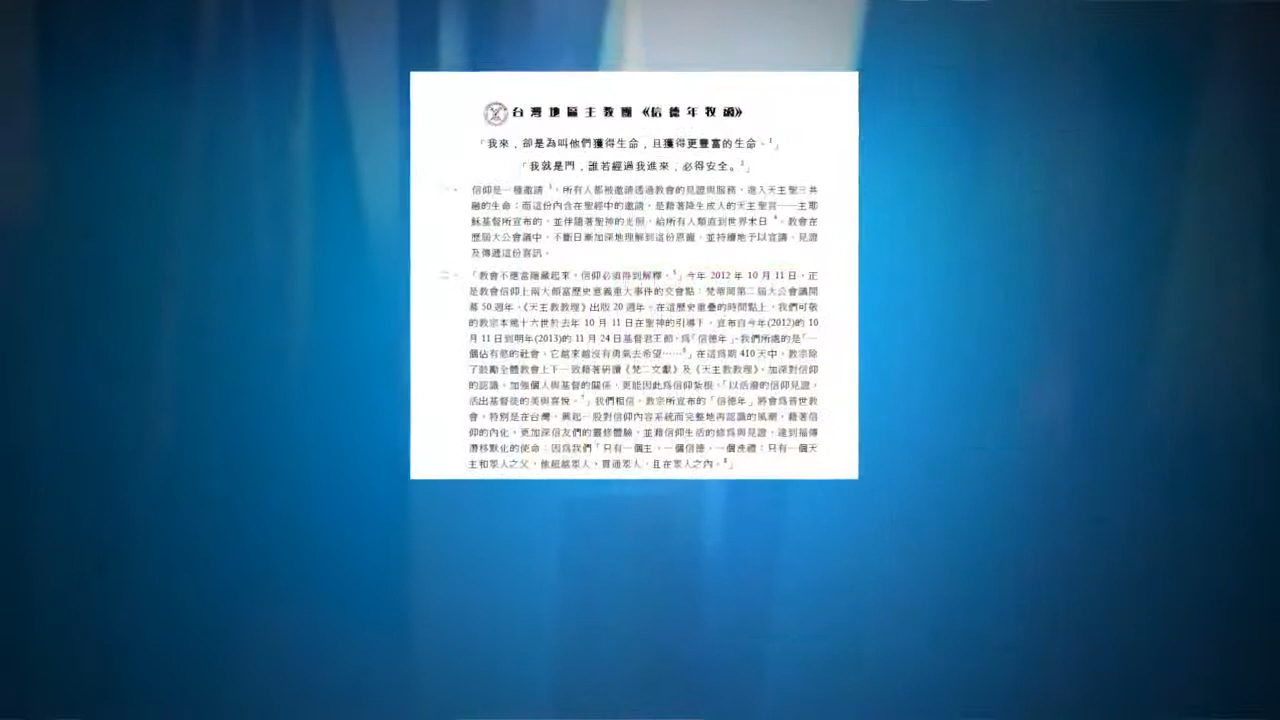 台灣地區主教團《信德年牧函》
「我來，卻是為叫他們獲得生命，且獲得更豐富的生命。1」
「我就是門，誰若經過我進來，必得安全。2」
一、 信仰是一種邀請3，所有人都被邀請透過教會的見證與服務，進入天主聖三共
融的生命；而這份內含在聖經中的邀請，是藉著降生成人的天主聖言──主耶
穌基督所宣布的，並伴隨著聖神的光照，給所有人類直到世界末日4。教會在
歷屆大公會議中，不斷日漸加深地理解到這份恩寵，並持續地予以宣講、見證
及傳遞這份喜訊。
二、 「教會不應當隱藏起來，信仰必須得到解釋。5」今年 2012 年 10 月 11 日，正
是教會信仰上兩大頗富歷史意義重大事件的交會點：梵蒂岡第二屆大公會議開
幕 50 週年、《天主教教理》出版 20 週年。在這歷史重疊的時間點上，我們可敬
的教宗本篤十六世於去年 10 月 11 日在聖神的引導下，宣布自今年(2012)的 10
月 11 日到明年(2013)的 11 月 24 日基督君王節，為「信德年」。我們所處的是「一
個佔有慾的社會，它越來越沒有勇氣去希望……6」在這為期 410 天中，教宗除
了鼓勵全體教會上下一致藉著研讀《梵二文獻》及《天主教教理》，加深對信仰
的認識，加強個人與基督的關係，更能因此為信仰紮根，「以活潑的信仰見證，
活出基督徒的美與喜悅。7」我們相信，教宗所宣布的「信德年」將會為普世教
會，特別是在台灣，興起一股對信仰內容系統而完整地再認識的風潮，藉著信
仰的內化，更加深信友們的靈修體驗，並藉信仰生活的修為與見證，達到福傳
潛移默化的使命；因為我們「只有一個主，一個信德，一個洗禮；只有一個天
主和眾人之父，他超越眾人，貫通眾人，且在眾人之內。8」